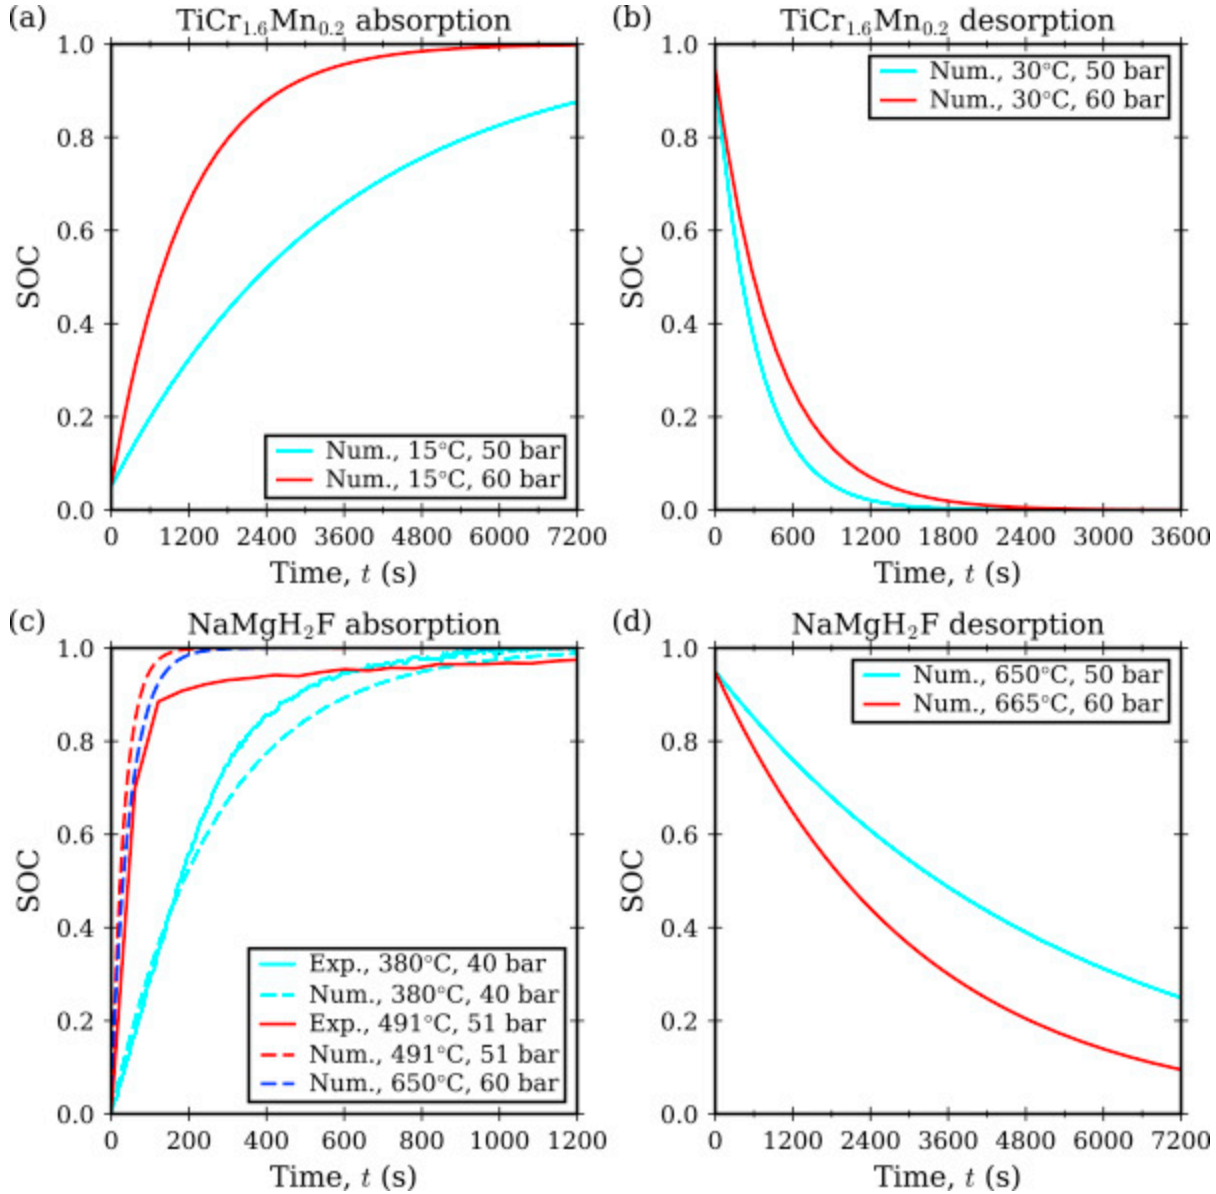 (a) TiCr₁.₆Mn₀.₂ absorption
1.0
0.8
0.6
0.4
0.2
0.0
SOC
Num., 15°C, 50 bar
Num., 15°C, 60 bar
0 1200 2400 3600 4800 6000 7200
Time, t (s)
(b) TiCr₁.₆Mn₀.₂ desorption
1.0
0.8
0.6
0.4
0.2
0.0
SOC
Num., 30°C, 50 bar
Num., 30°C, 60 bar
0 600 1200 1800 2400 3000 3600
Time, t (s)
(c) NaMgH₂F absorption
1.0
0.8
0.6
0.4
0.2
0.0
SOC
Exp., 380°C, 40 bar
Num., 380°C, 40 bar
Exp., 491°C, 51 bar
Num., 491°C, 51 bar
Num., 650°C, 60 bar
0 200 400 600 800 1000 1200
Time, t (s)
(d) NaMgH₂F desorption
1.0
0.8
0.6
0.4
0.2
0.0
SOC
Num., 650°C, 50 bar
Num., 665°C, 60 bar
0 1200 2400 3600 4800 6000 7200
Time, t (s)